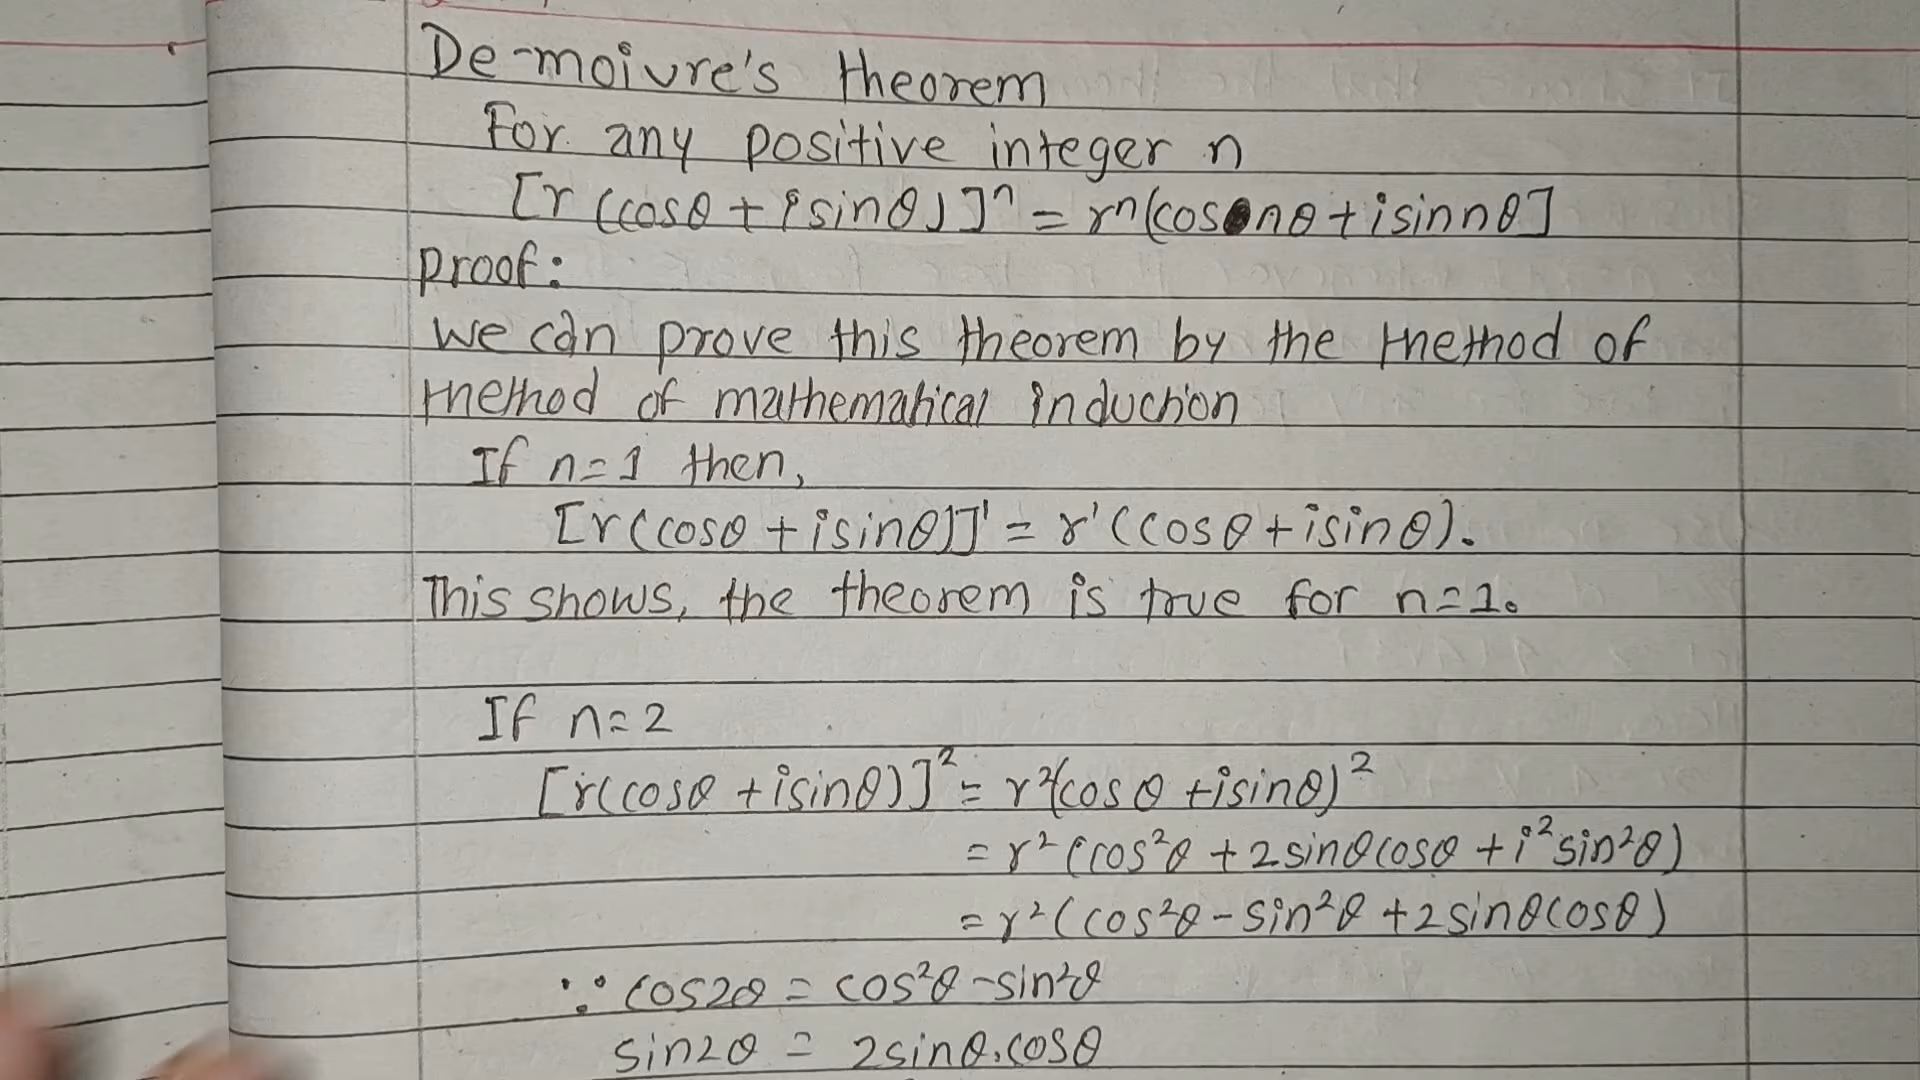 De-moivre's theorem
For any positive integer n
[r (cosθ + isinθ)]ⁿ = rⁿ(cos nθ + isinnθ]
proof:
we can prove this theorem by the method of
method of mathematical induction
If n=1 then,
[r(cosθ + isinθ)]¹ = r¹(cosθ + isinθ).
This shows, the theorem is true for n=1.
If n=2
[r(cosθ + isinθ)]² = r²(cosθ + isinθ)²
= r² (cos²θ + 2sinθcosθ + i²sin²θ)
= r²(cos²θ - sin²θ + 2sinθcosθ)
∵ cos2θ = cos²θ - sin²θ
sin2θ = 2sinθ.cosθ